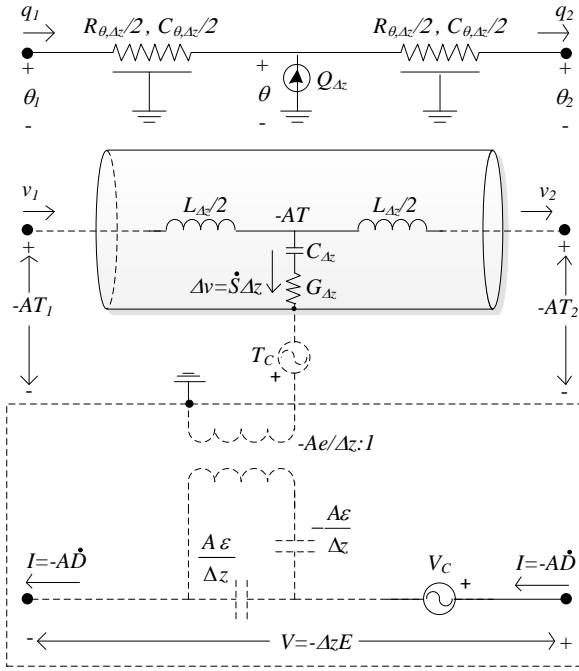 q1 q2
Rθ,Δz/2 , Cθ,Δz/2 Rθ,Δz/2 , Cθ,Δz/2
+ + +
θ1 θ QΔz θ2
- - -
v1 v2
LΔz/2 -AT LΔz/2
+ CΔz +
Δv=ṠΔz GΔz
-AT1 -AT2
TC
+
- -
-Ae/Δz:1
Aε/Δz -Aε/Δz
I=-AḊ VC + I=-AḊ
- V=-ΔzE +